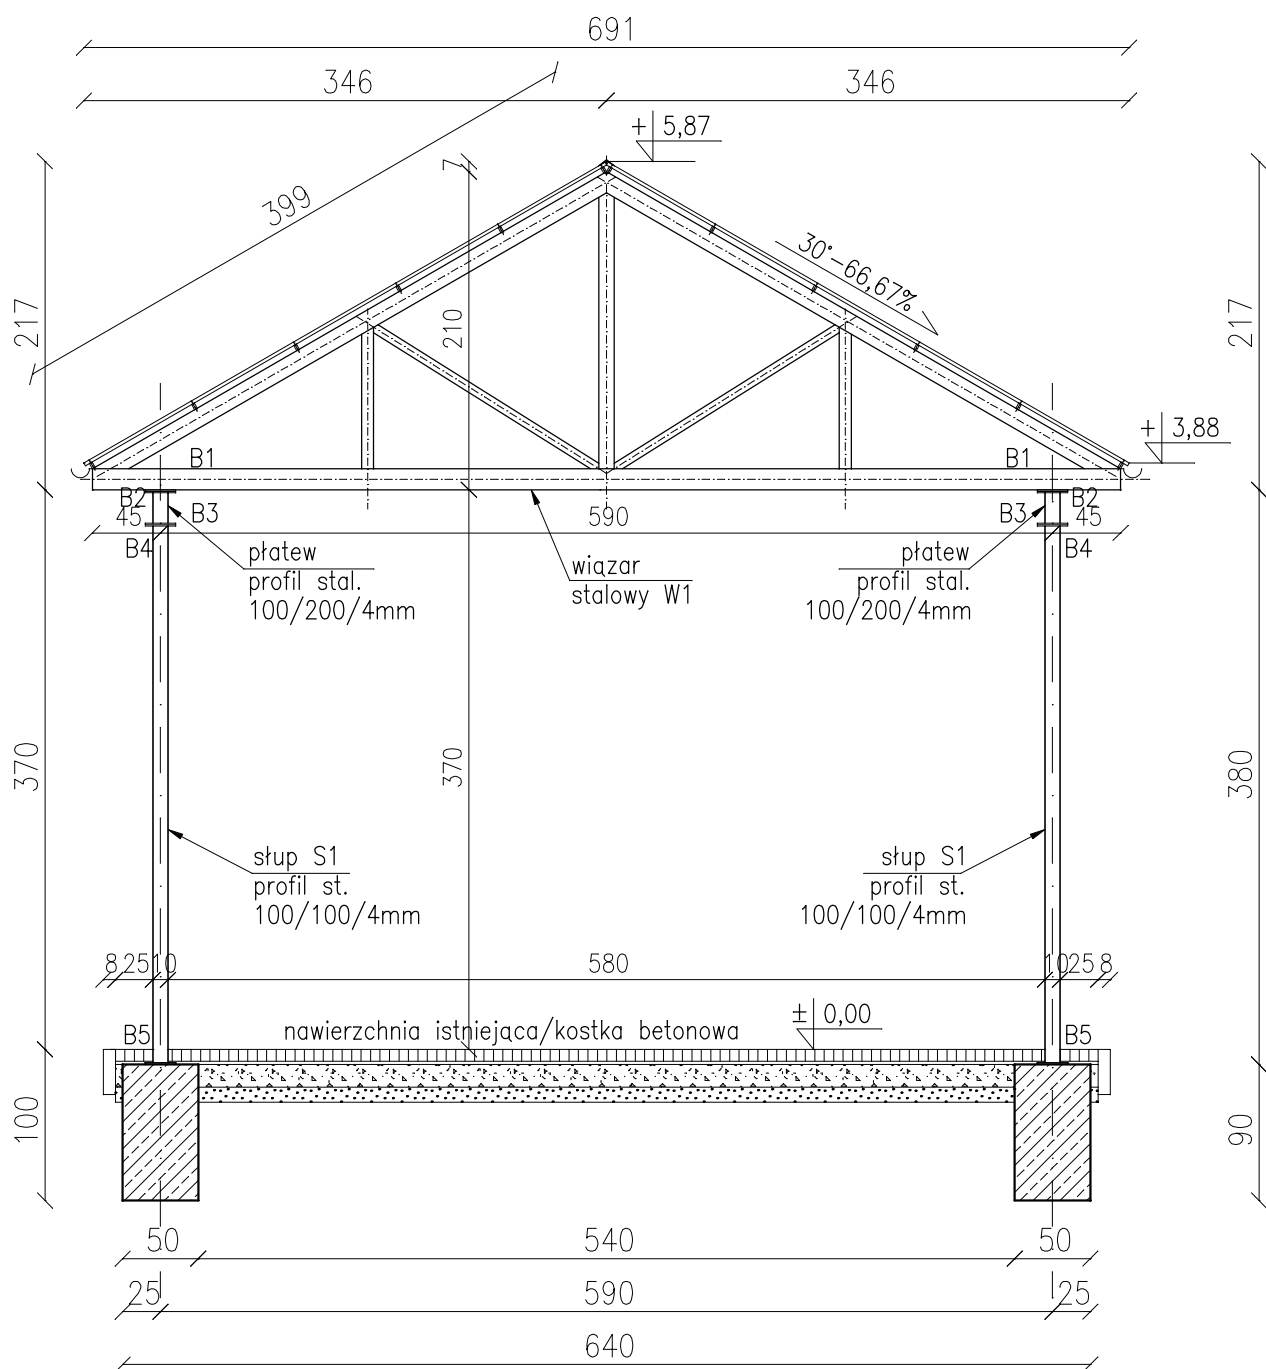 691
346
346
+ 5,87
7
399
30°-66,67%
217
210
217
+ 3,88
B1
B1
B2
B2
45
B3
590
B3
45
B4
B4
płatew
profil stal.
100/200/4mm
wiązar
stalowy W1
płatew
profil stal.
100/200/4mm
370
370
380
słup S1
profil st.
100/100/4mm
słup S1
profil st.
100/100/4mm
8 25 10
580
10 25 8
B5
nawierzchnia istniejąca/kostka betonowa
± 0,00
B5
100
90
50
540
50
25
590
25
640